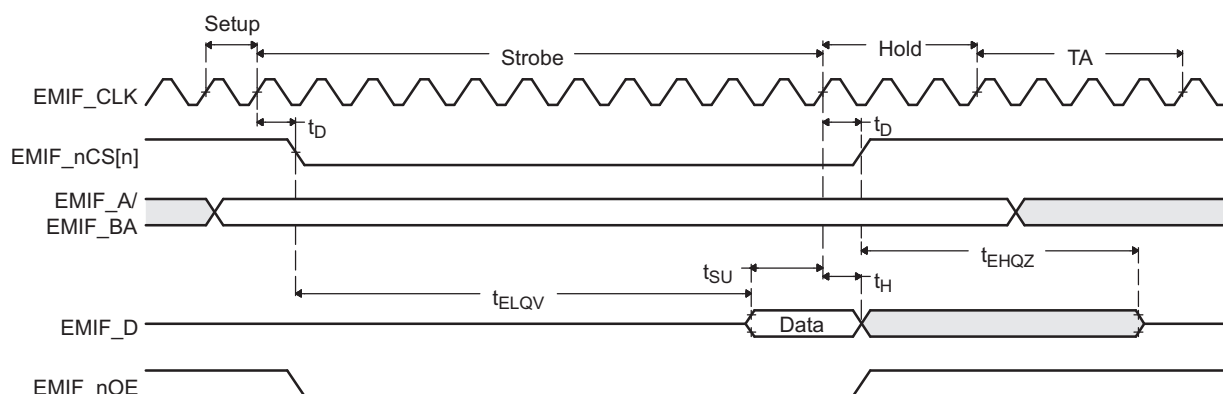 Setup
Strobe
Hold
TA
EMIF_CLK
tD
tD
EMIF_nCS[n]
EMIF_A/
EMIF_BA
tSU
tEHQZ
tELQV
tH
EMIF_D
Data
EMIF_nOE